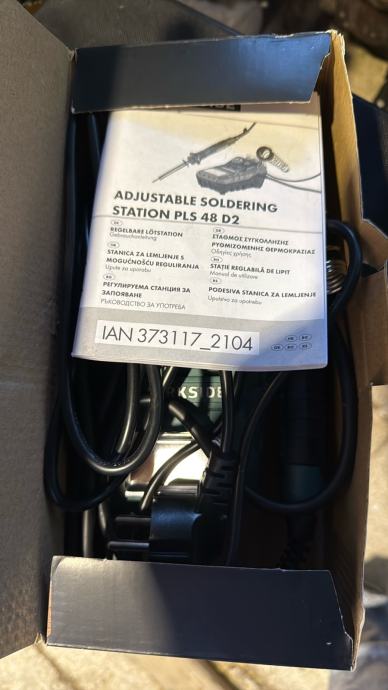 ADJUSTABLE SOLDERING
STATION PLS 48 D2
REGELBARE LÖTSTATION
Gebrauchsanleitung
STANICA ZA LEMLJENJE S
MOGUĆNOŠĆU REGULIRANJA
Upute za upotrebu
РЕГУЛИРУЕМА СТАНЦИЯ ЗА
ЗАПОЯВАНЕ
РЪКОВОДСТВО ЗА УПОТРЕБА
ΣΤΑΘΜΟΣ ΣΥΓΚΟΛΛΗΣΗΣ
ΡΥΘΜΙΖΟΜΕΝΗΣ ΘΕΡΜΟΚΡΑΣΙΑΣ
Οδηγίες χρήσης
STAȚIE REGLABILĂ DE LIPIT
Manual de utilizare
PODESIVA STANICA ZA LEMLJENJE
Uputstvo za upotrebu
IAN 373117_2104
RKSIDE